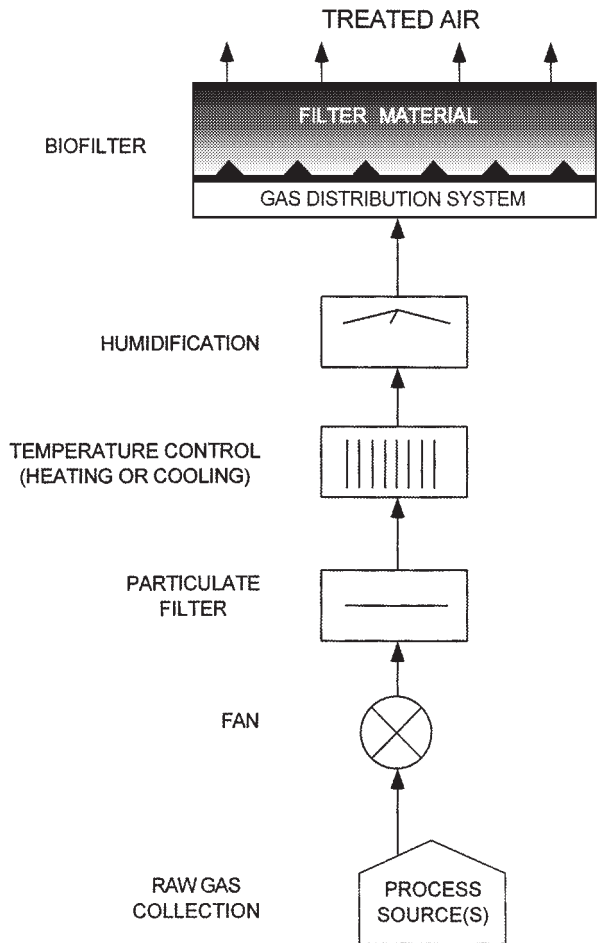 TREATED AIR
FILTER MATERIAL
BIOFILTER
GAS DISTRIBUTION SYSTEM
HUMIDIFICATION
TEMPERATURE CONTROL
(HEATING OR COOLING)
PARTICULATE
FILTER
FAN
RAW GAS
COLLECTION
PROCESS
SOURCE(S)